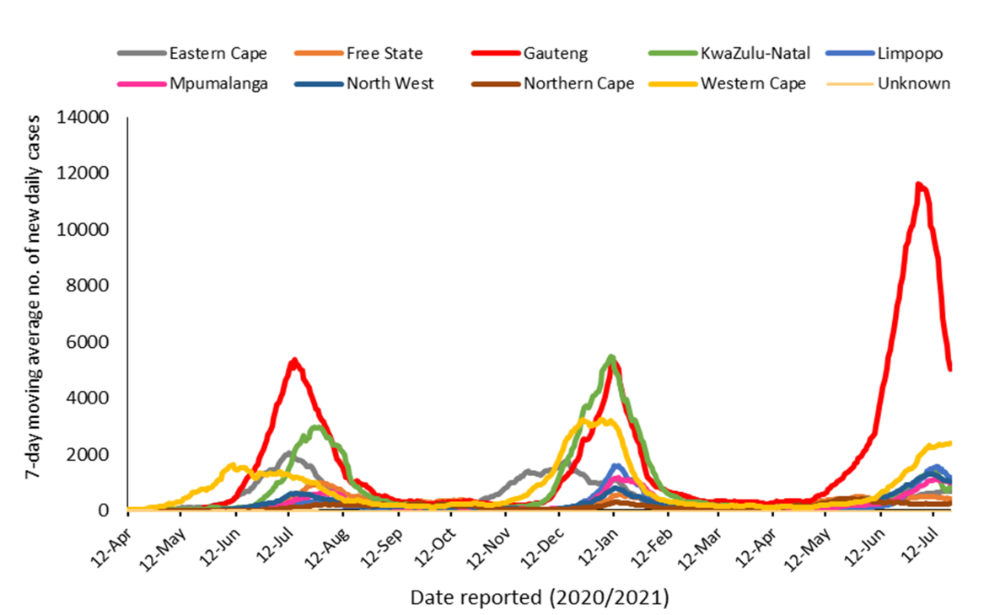 Eastern Cape Free State Gauteng KwaZulu-Natal Limpopo
Mpumalanga North West Northern Cape Western Cape Unknown
7-day moving average no. of new daily cases
14000
12000
10000
8000
6000
4000
2000
0
12-Apr 12-May 12-Jun 12-Jul 12-Aug 12-Sep 12-Oct 12-Nov 12-Dec 12-Jan 12-Feb 12-Mar 12-Apr 12-May 12-Jun 12-Jul
Date reported (2020/2021)